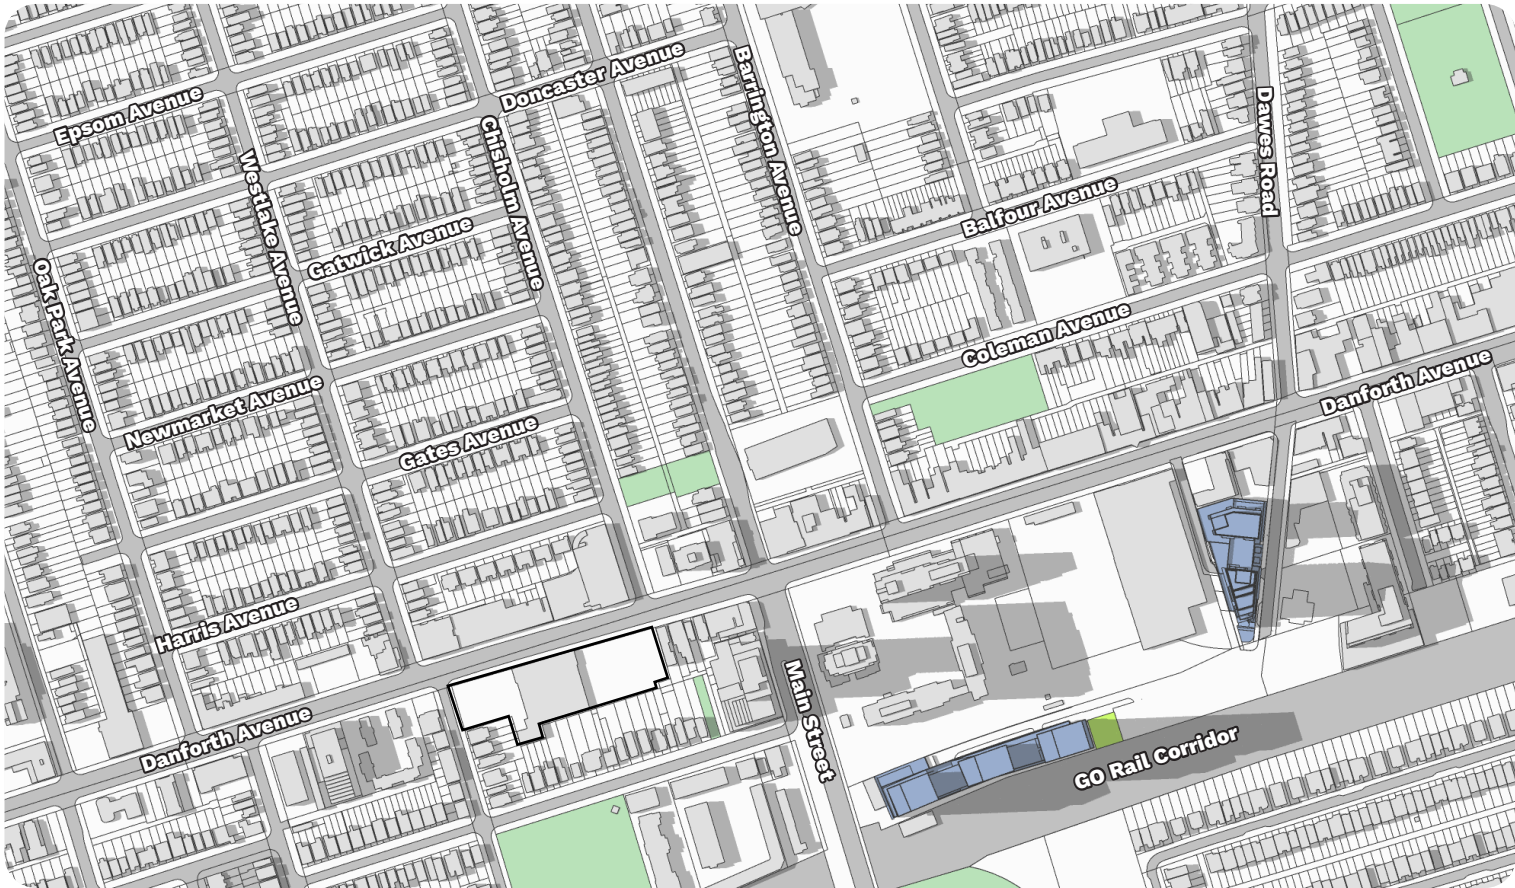 Epsom Avenue
Doncaster Avenue
Barrington Avenue
Dawes Road
Chisholm Avenue
Westlake Avenue
Balfour Avenue
Gatwick Avenue
Oak Park Avenue
Coleman Avenue
Danforth Avenue
Newmarket Avenue
Gates Avenue
Harris Avenue
Main Street
Danforth Avenue
GO Rail Corridor